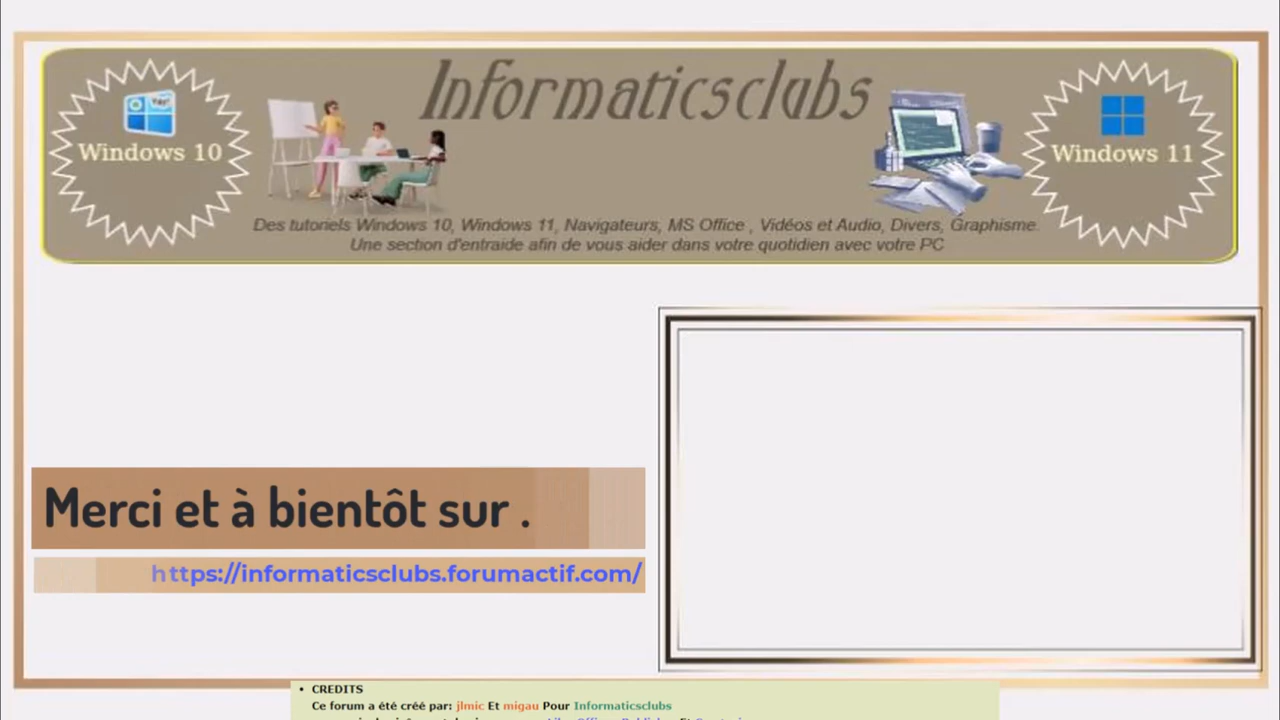 Informaticsclubs
Windows 10
Windows 11
Des tutoriels Windows 10, Windows 11, Navigateurs, MS Office , Vidéos et Audio, Divers, Graphisme.
Une section d'entraide afin de vous aider dans votre quotidien avec votre PC
Merci et à bientôt sur .
https://informaticsclubs.forumactif.com/
• CREDITS
Ce forum a été créé par: jlmic Et migau Pour Informaticsclubs